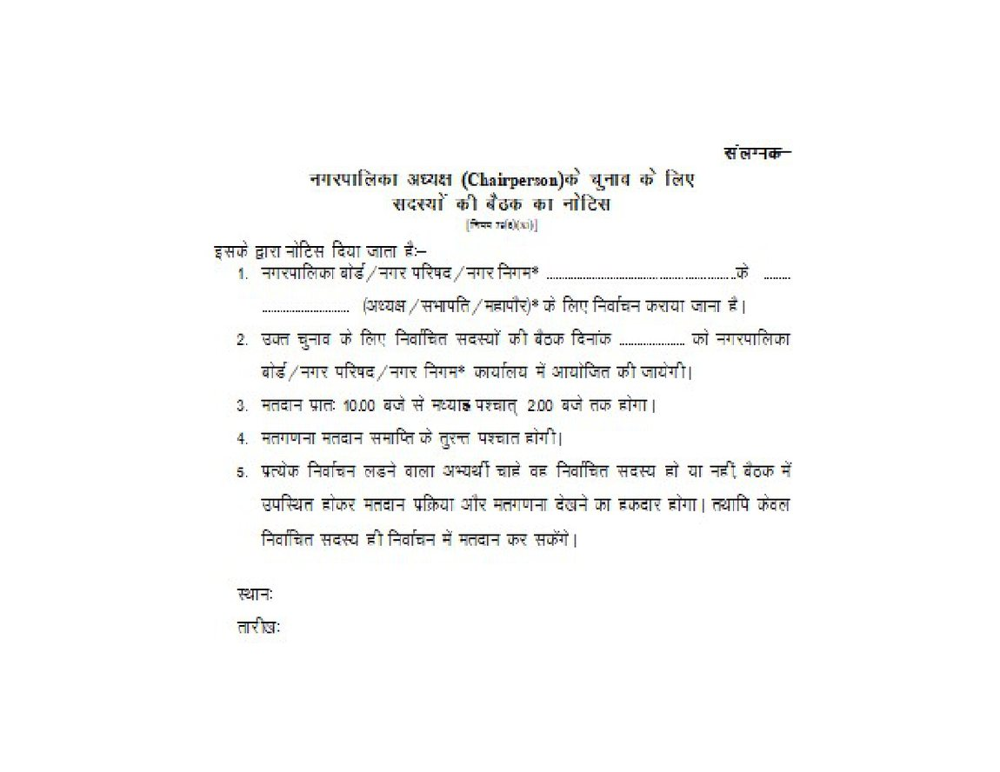 संलग्नक–
नगरपालिका अध्यक्ष (Chairperson)के चुनाव के लिए
सदस्यों की बैठक का नोटिस
इसके द्वारा नोटिस दिया जाता है:–
1. नगरपालिका बोर्ड/नगर परिषद/नगर निगम* ..........................................................के ........
........................... (अध्यक्ष/सभापति/महापौर)* के लिए निर्वाचन कराया जाना है।
2. उक्त चुनाव के लिए निर्वाचित सदस्यों की बैठक दिनांक .................... को नगरपालिका
बोर्ड/नगर परिषद/नगर निगम* कार्यालय में आयोजित की जायेगी।
3. मतदान प्रातः 10.00 बजे से मध्याह्न पश्चात् 2.00 बजे तक होगा।
4. मतगणना मतदान समाप्ति के तुरन्त पश्चात होगी।
5. प्रत्येक निर्वाचन लडने वाला अभ्यर्थी चाहे वह निर्वाचित सदस्य हो या नहीं, बैठक में
उपस्थित होकर मतदान प्रक्रिया और मतगणना देखने का हकदार होगा। तथापि केवल
निर्वाचित सदस्य ही निर्वाचन में मतदान कर सकेंगे।
स्थानः
तारीखः